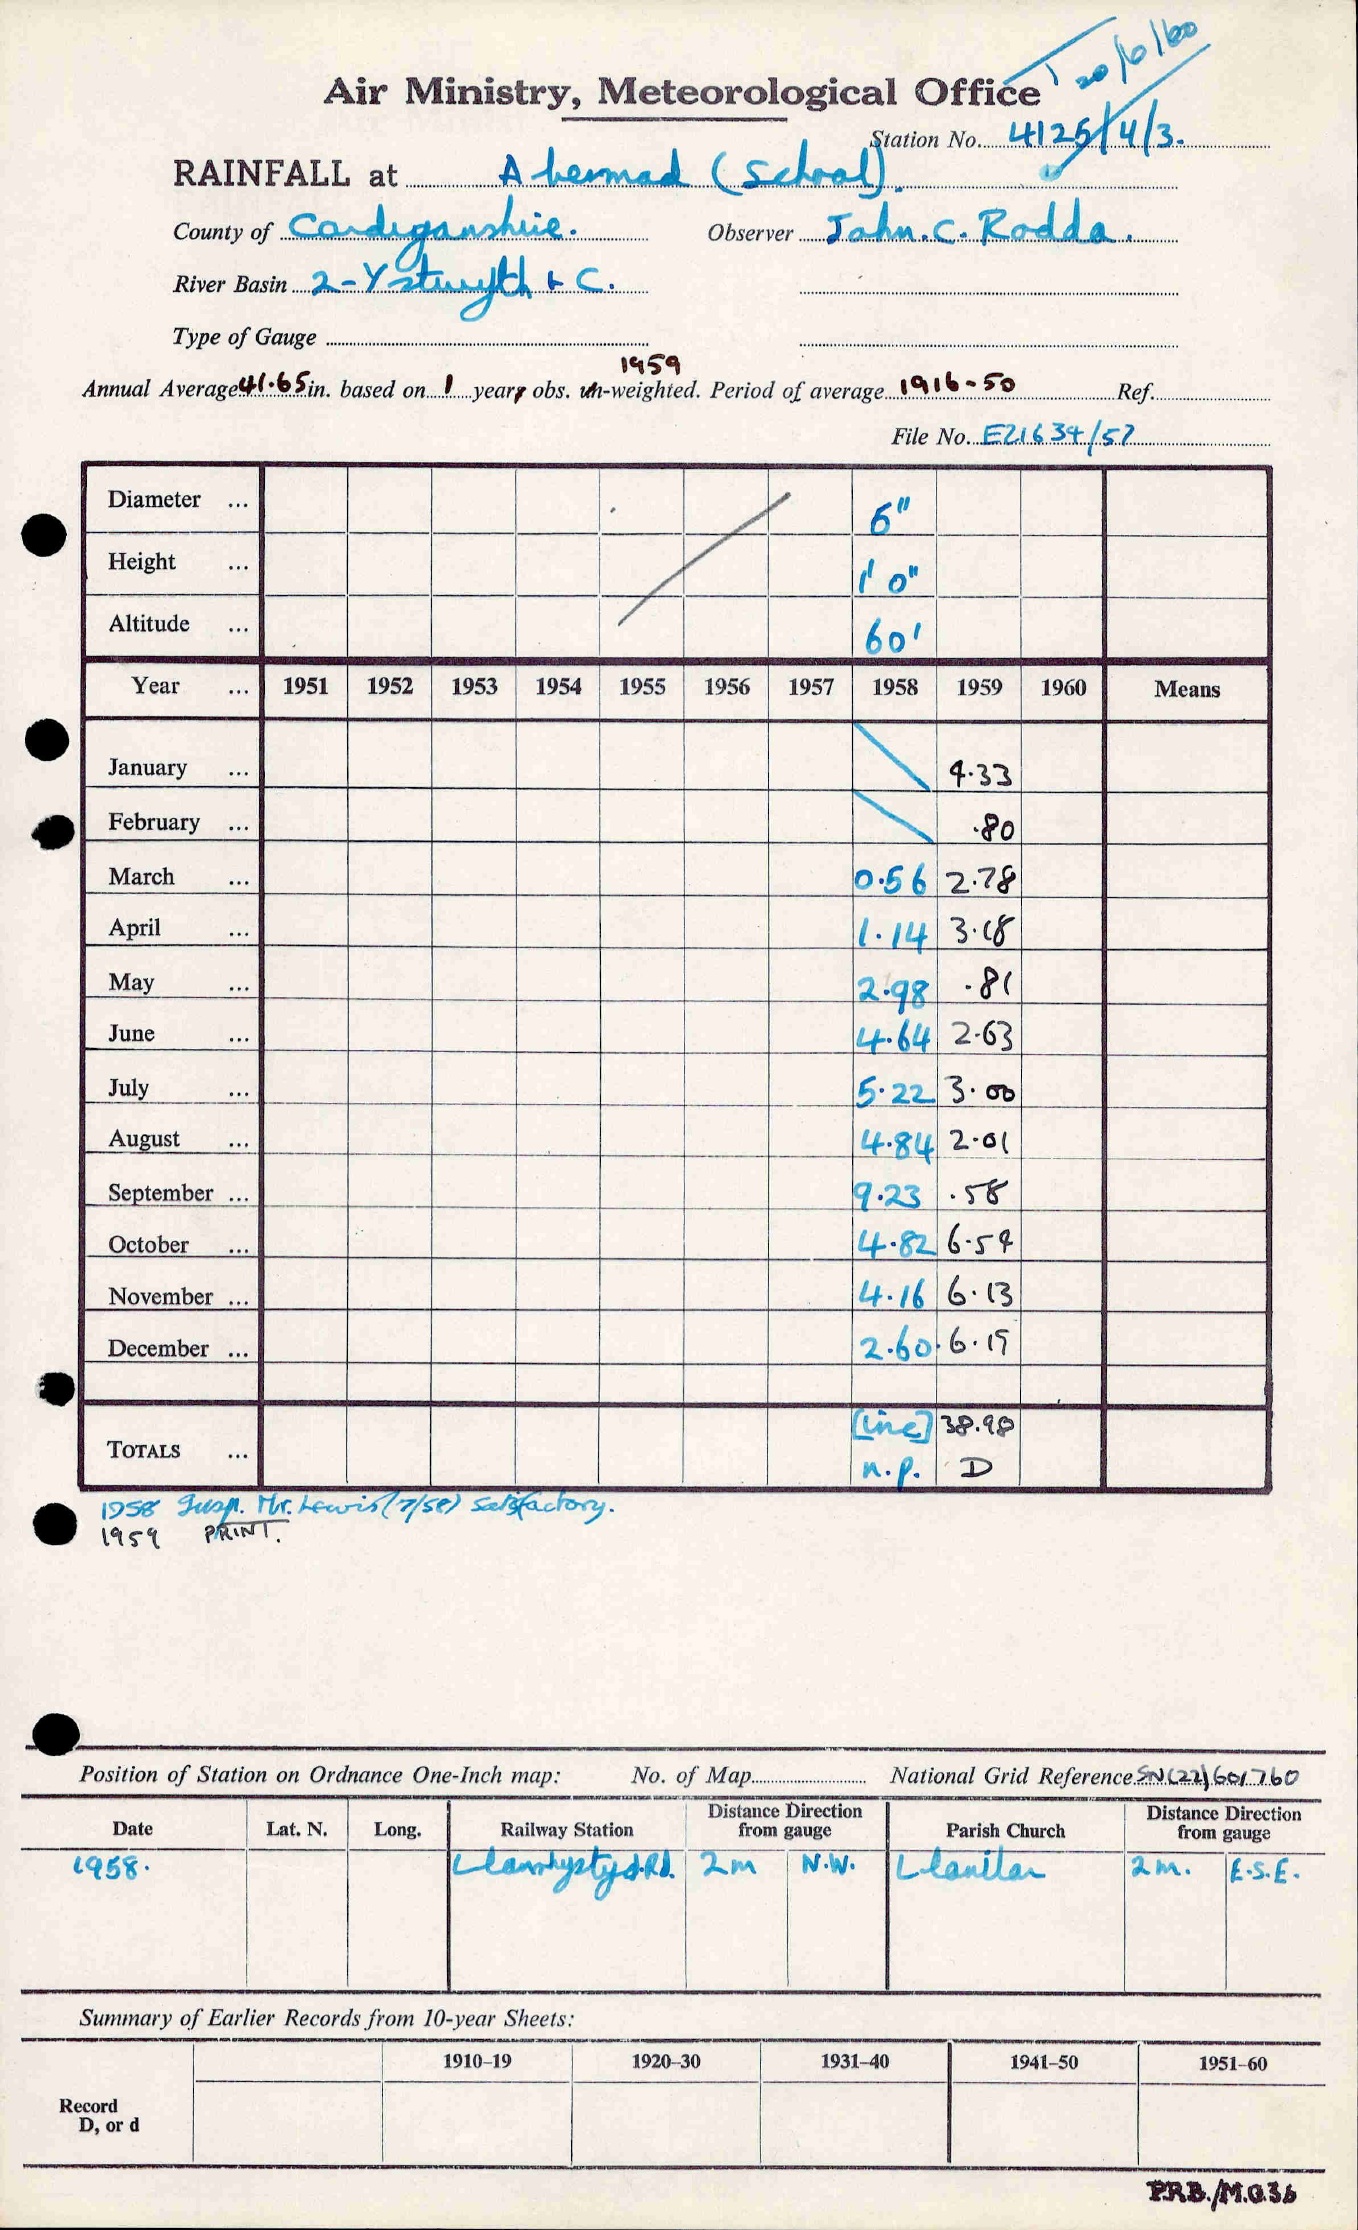 20/6/60
Air Ministry, Meteorological Office
Station No. 4125/4/3.
RAINFALL at Abermad (School).
County of Cardiganshire. Observer John. C. Rodda.
River Basin 2-Ystwyth & C.
Type of Gauge
1959
Annual Average 41.65 in. based on 1 year obs. un-weighted. Period of average 1916-50 Ref.
File No. E21634/57
Diameter ... 5"
Height ... 1' 0"
Altitude ... 60'
Year ... 1951 1952 1953 1954 1955 1956 1957 1958 1959 1960 Means
January ... 4.33
February ... .80
March ... 0.56 2.78
April ... 1.14 3.18
May ... 2.98 .81
June ... 4.64 2.63
July ... 5.22 3.00
August ... 4.84 2.01
September ... 9.23 .58
October ... 4.82 6.54
November ... 4.16 6.13
December ... 2.60 6.19
[inc] 38.98
TOTALS ... n.p. D
1958 Insp. Mr. Lewis (7/58) Satisfactory.
1959 PRINT.
Position of Station on Ordnance One-Inch map: No. of Map National Grid Reference SN(22)601760
Date Lat. N. Long. Railway Station Distance Direction from gauge Parish Church Distance Direction from gauge
1958. Llanrhystyd.Rd. 2m N.W. Llanilar 2m. E.S.E.
Summary of Earlier Records from 10-year Sheets:
1910–19 1920–30 1931–40 1941–50 1951–60
Record
D, or d
P.R.B./M.O.36